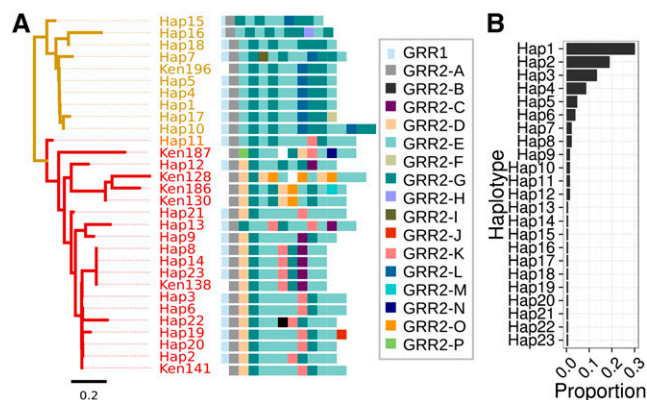 A
Hap15
Hap16
Hap18
Hap7
Ken196
Hap5
Hap4
Hap1
Hap17
Hap10
Hap11
Ken187
Hap12
Ken128
Ken186
Ken130
Hap21
Hap13
Hap9
Hap8
Hap14
Hap23
Ken138
Hap3
Hap6
Hap22
Hap19
Hap20
Hap2
Ken141
0.2
GRR1
GRR2-A
GRR2-B
GRR2-C
GRR2-D
GRR2-E
GRR2-F
GRR2-G
GRR2-H
GRR2-I
GRR2-J
GRR2-K
GRR2-L
GRR2-M
GRR2-N
GRR2-O
GRR2-P
B
Haplotype
Hap1
Hap2
Hap3
Hap4
Hap5
Hap6
Hap7
Hap8
Hap9
Hap10
Hap11
Hap12
Hap13
Hap14
Hap15
Hap16
Hap17
Hap18
Hap19
Hap20
Hap21
Hap22
Hap23
0.0 0.1 0.2 0.3
Proportion